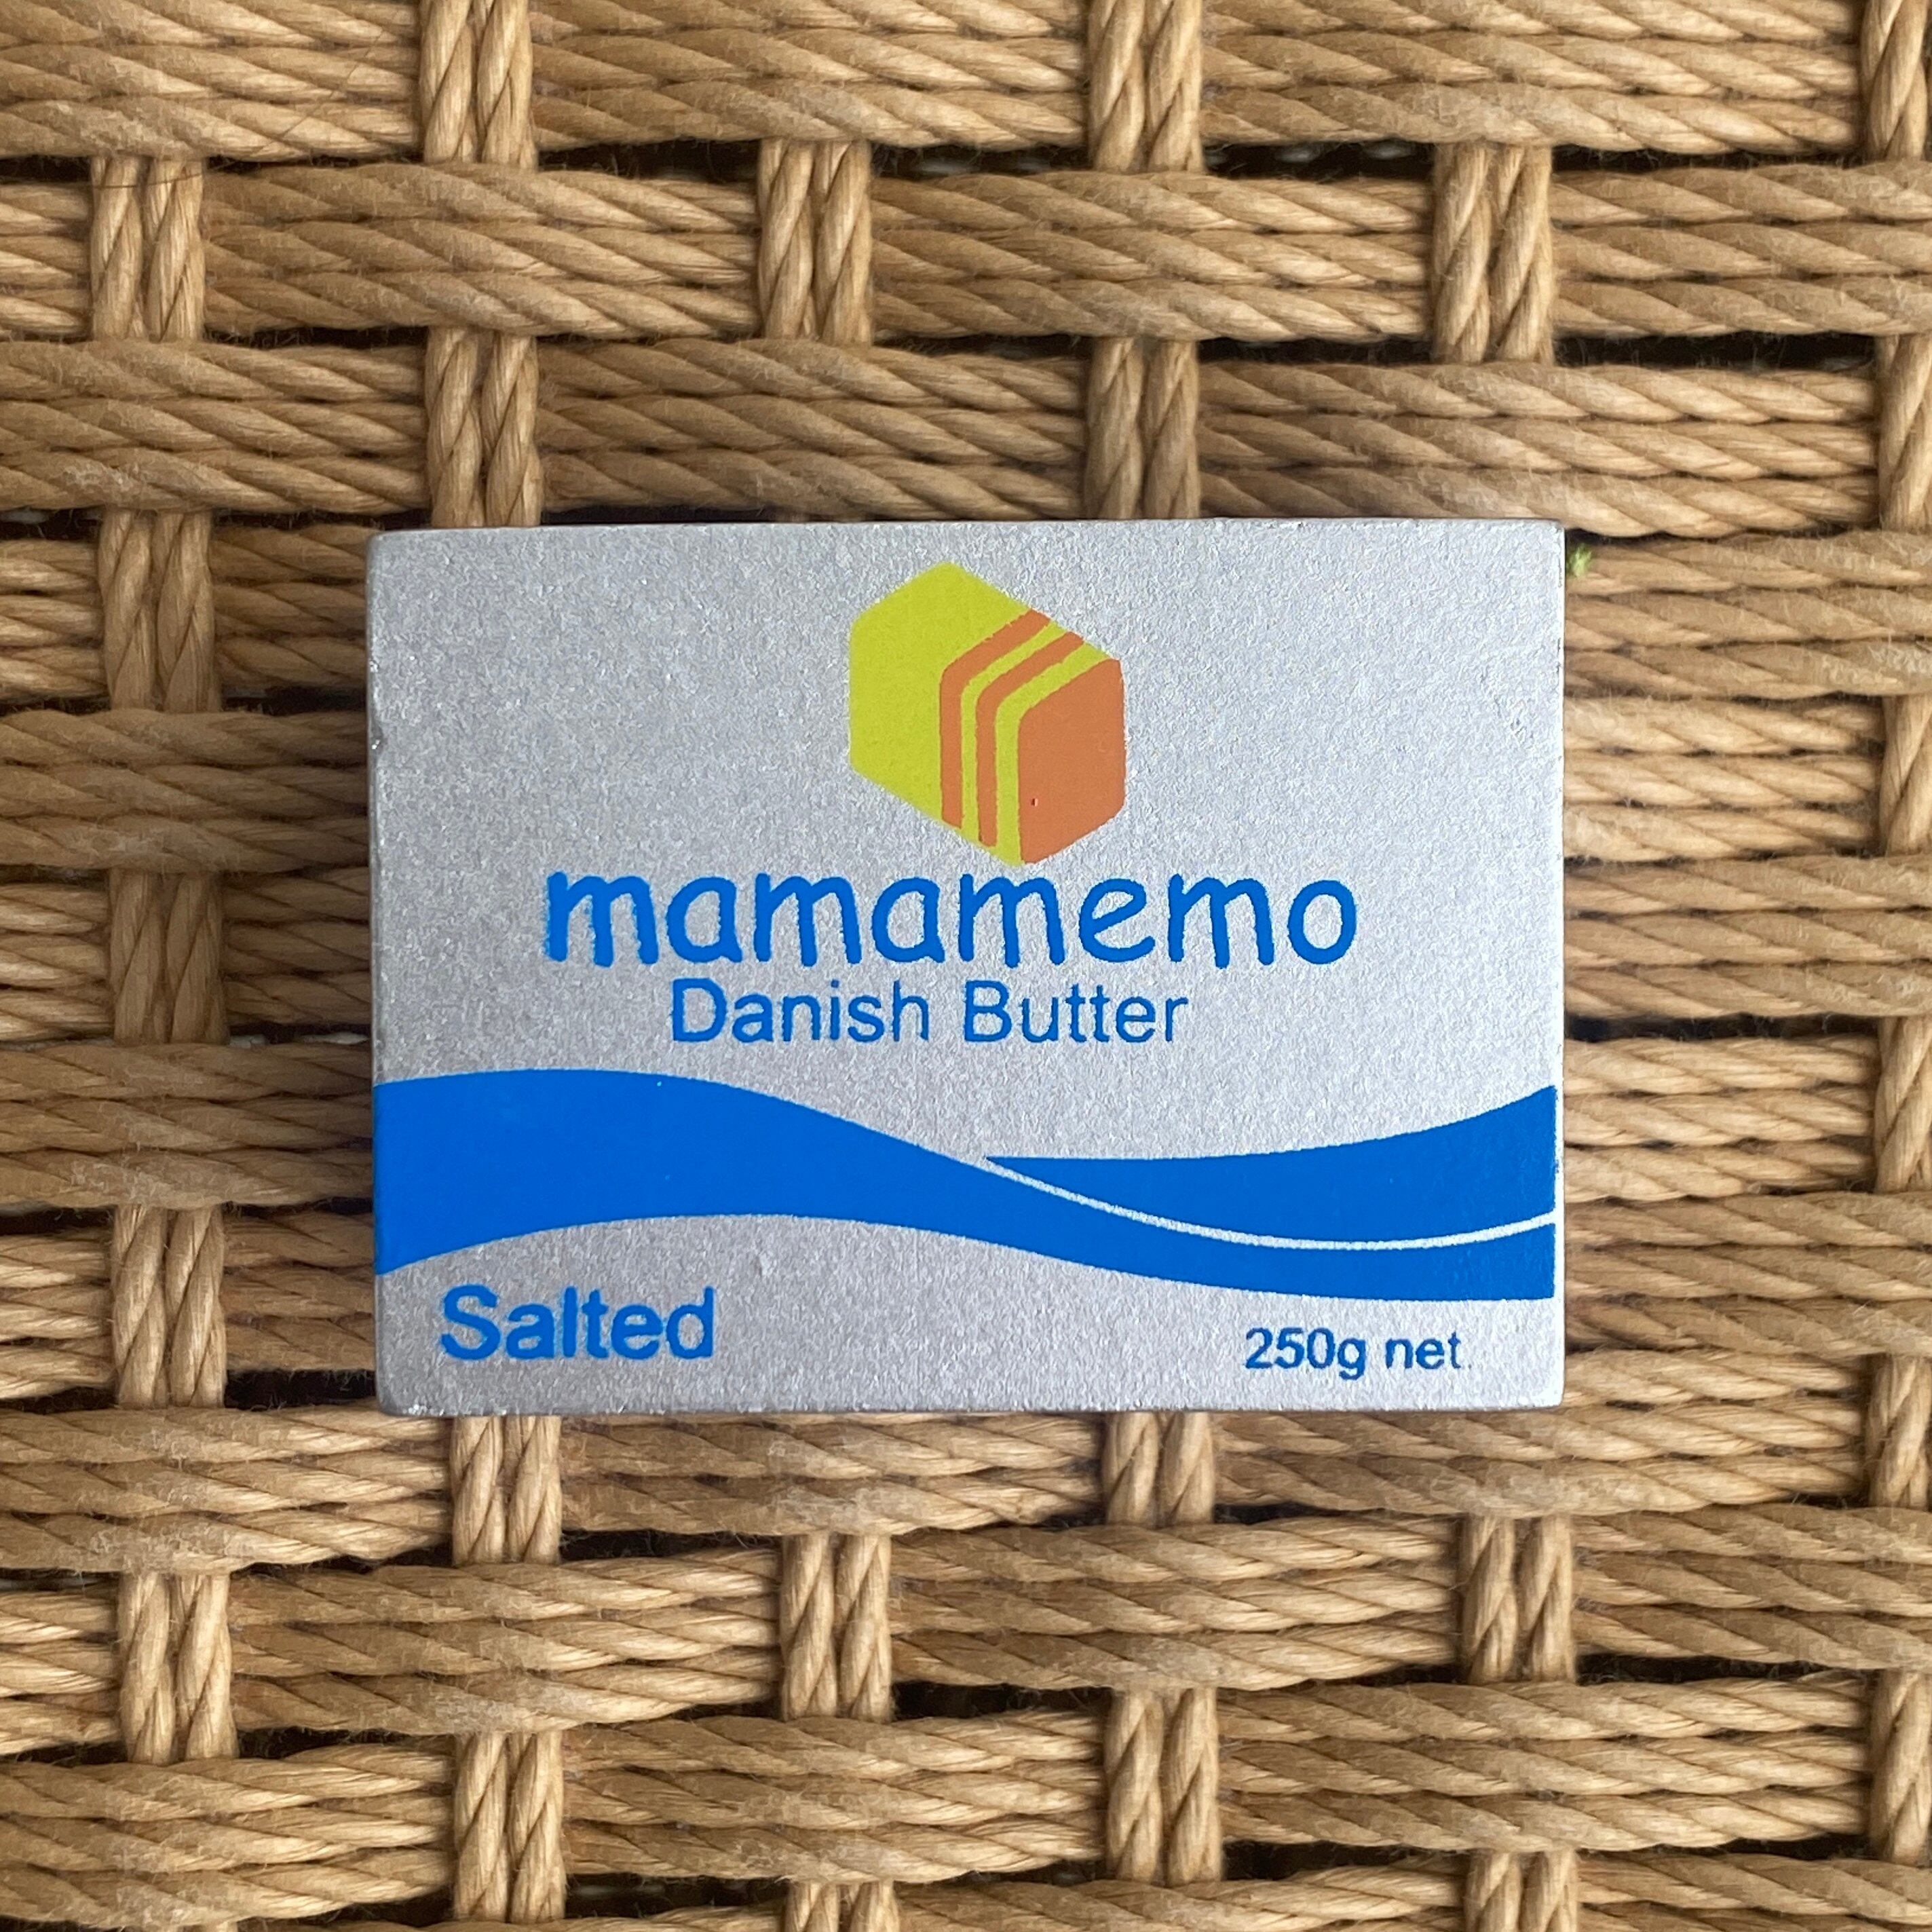 mamamemo
Danish Butter
Salted
250g net.